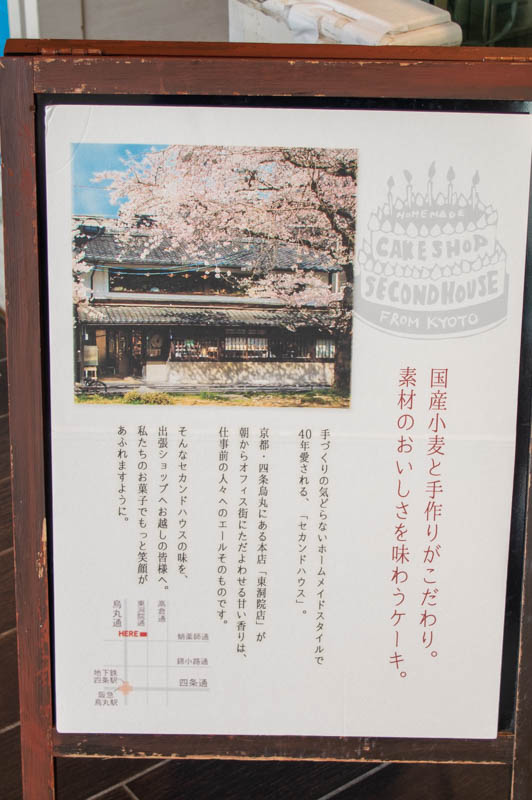 HOMEMADE
CAKE SHOP
SECOND HOUSE
FROM KYOTO
国産小麦と手作りがこだわり。
素材のおいしさを味わうケーキ。
手づくりの気どらないホームメイドスタイルで
40年愛される、「セカンドハウス」。
京都・四条烏丸にある本店「東洞院店」が
朝からオフィス街にただよわせる甘い香りは、
仕事前の人々へのエールそのものです。
そんなセカンドハウスの味を、
出張ショップへお越しの皆様へ。
私たちのお菓子でもっと笑顔が
あふれますように。
烏丸通
東洞院通
高倉通
HERE
蛸薬師通
錦小路通
四条通
地下鉄
四条駅
阪急
烏丸駅